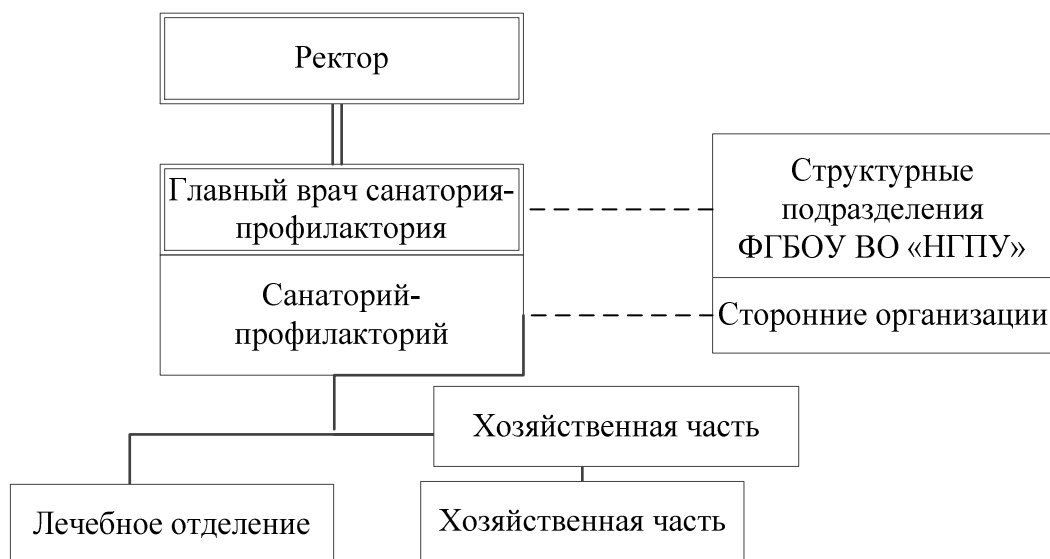 Ректор
Главный врач санатория-
профилактория
Структурные
подразделения
ФГБОУ ВО «НГПУ»
Санаторий-
профилакторий
Сторонние организации
Хозяйственная часть
Лечебное отделение
Хозяйственная часть